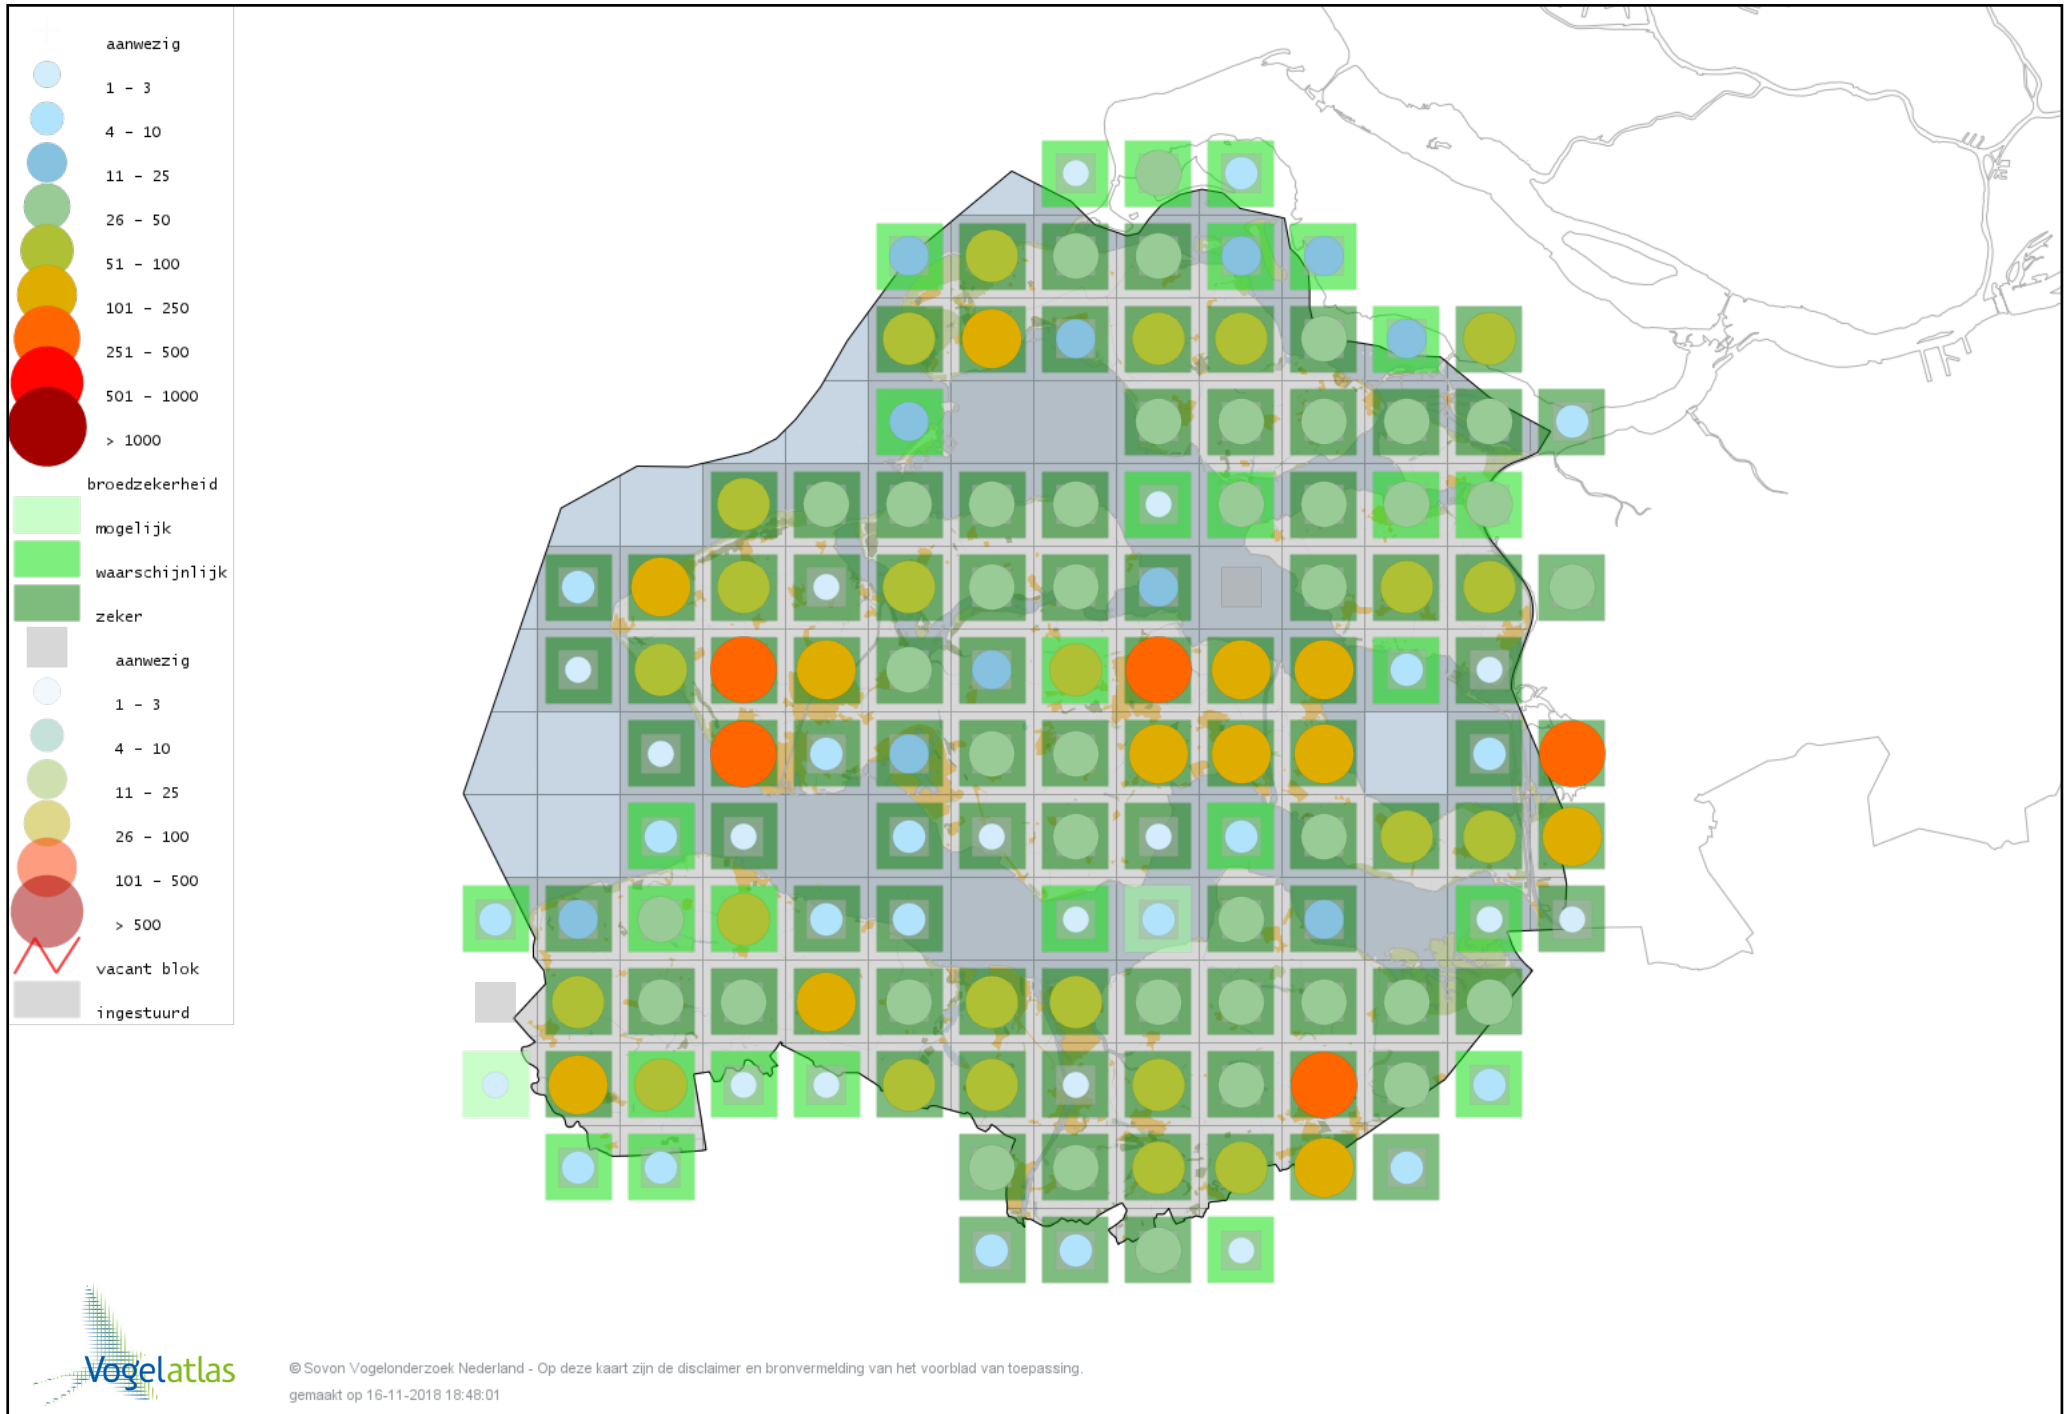 aanwezig
1 - 3
4 - 10
11 - 25
26 - 50
51 - 100
101 - 250
251 - 500
501 - 1000
> 1000
broedzekerheid
mogelijk
waarschijnlijk
zeker
aanwezig
1 - 3
4 - 10
11 - 25
26 - 100
101 - 500
> 500
vacant blok
ingestuurd
Vogelatlas
© Sovon Vogelonderzoek Nederland - Op deze kaart zijn de disclaimer en bronvermelding van het voorblad van toepassing.
gemaakt op 16-11-2018 18:48:01